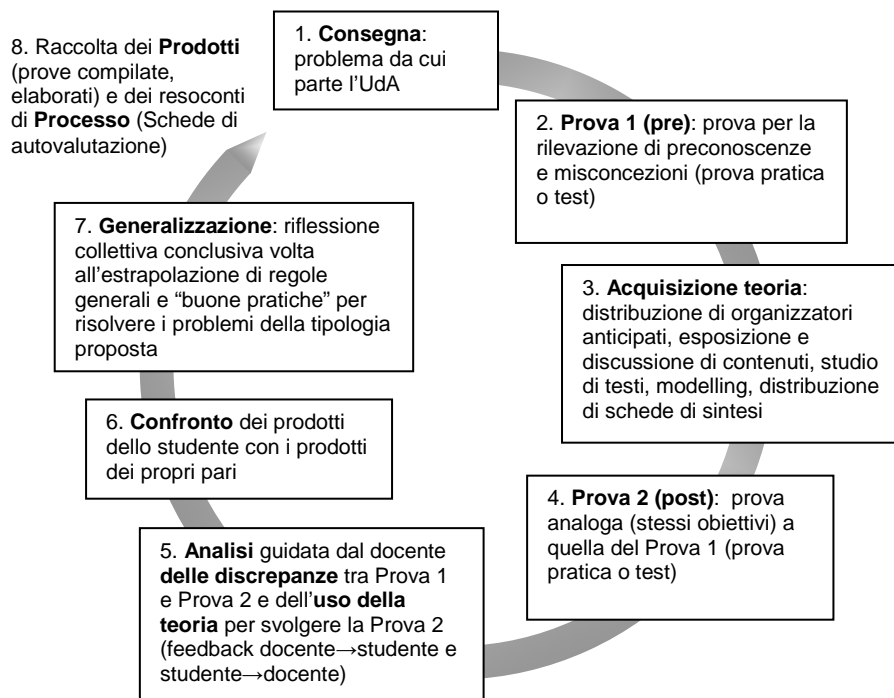 1. Consegna:
problema da cui
parte l’UdA
2. Prova 1 (pre): prova per la
rilevazione di preconoscenze
e misconcezioni (prova pratica
o test)
3. Acquisizione teoria:
distribuzione di organizzatori
anticipati, esposizione e
discussione di contenuti, studio
di testi, modelling, distribuzione
di schede di sintesi
4. Prova 2 (post): prova
analoga (stessi obiettivi) a
quella del Prova 1 (prova
pratica o test)
5. Analisi guidata dal docente
delle discrepanze tra Prova 1
e Prova 2 e dell’uso della
teoria per svolgere la Prova 2
(feedback docente→studente e
studente→docente)
6. Confronto dei prodotti
dello studente con i prodotti
dei propri pari
7. Generalizzazione: riflessione
collettiva conclusiva volta
all’estrapolazione di regole
generali e “buone pratiche” per
risolvere i problemi della tipologia
proposta
8. Raccolta dei Prodotti
(prove compilate,
elaborati) e dei resoconti
di Processo (Schede di
autovalutazione)